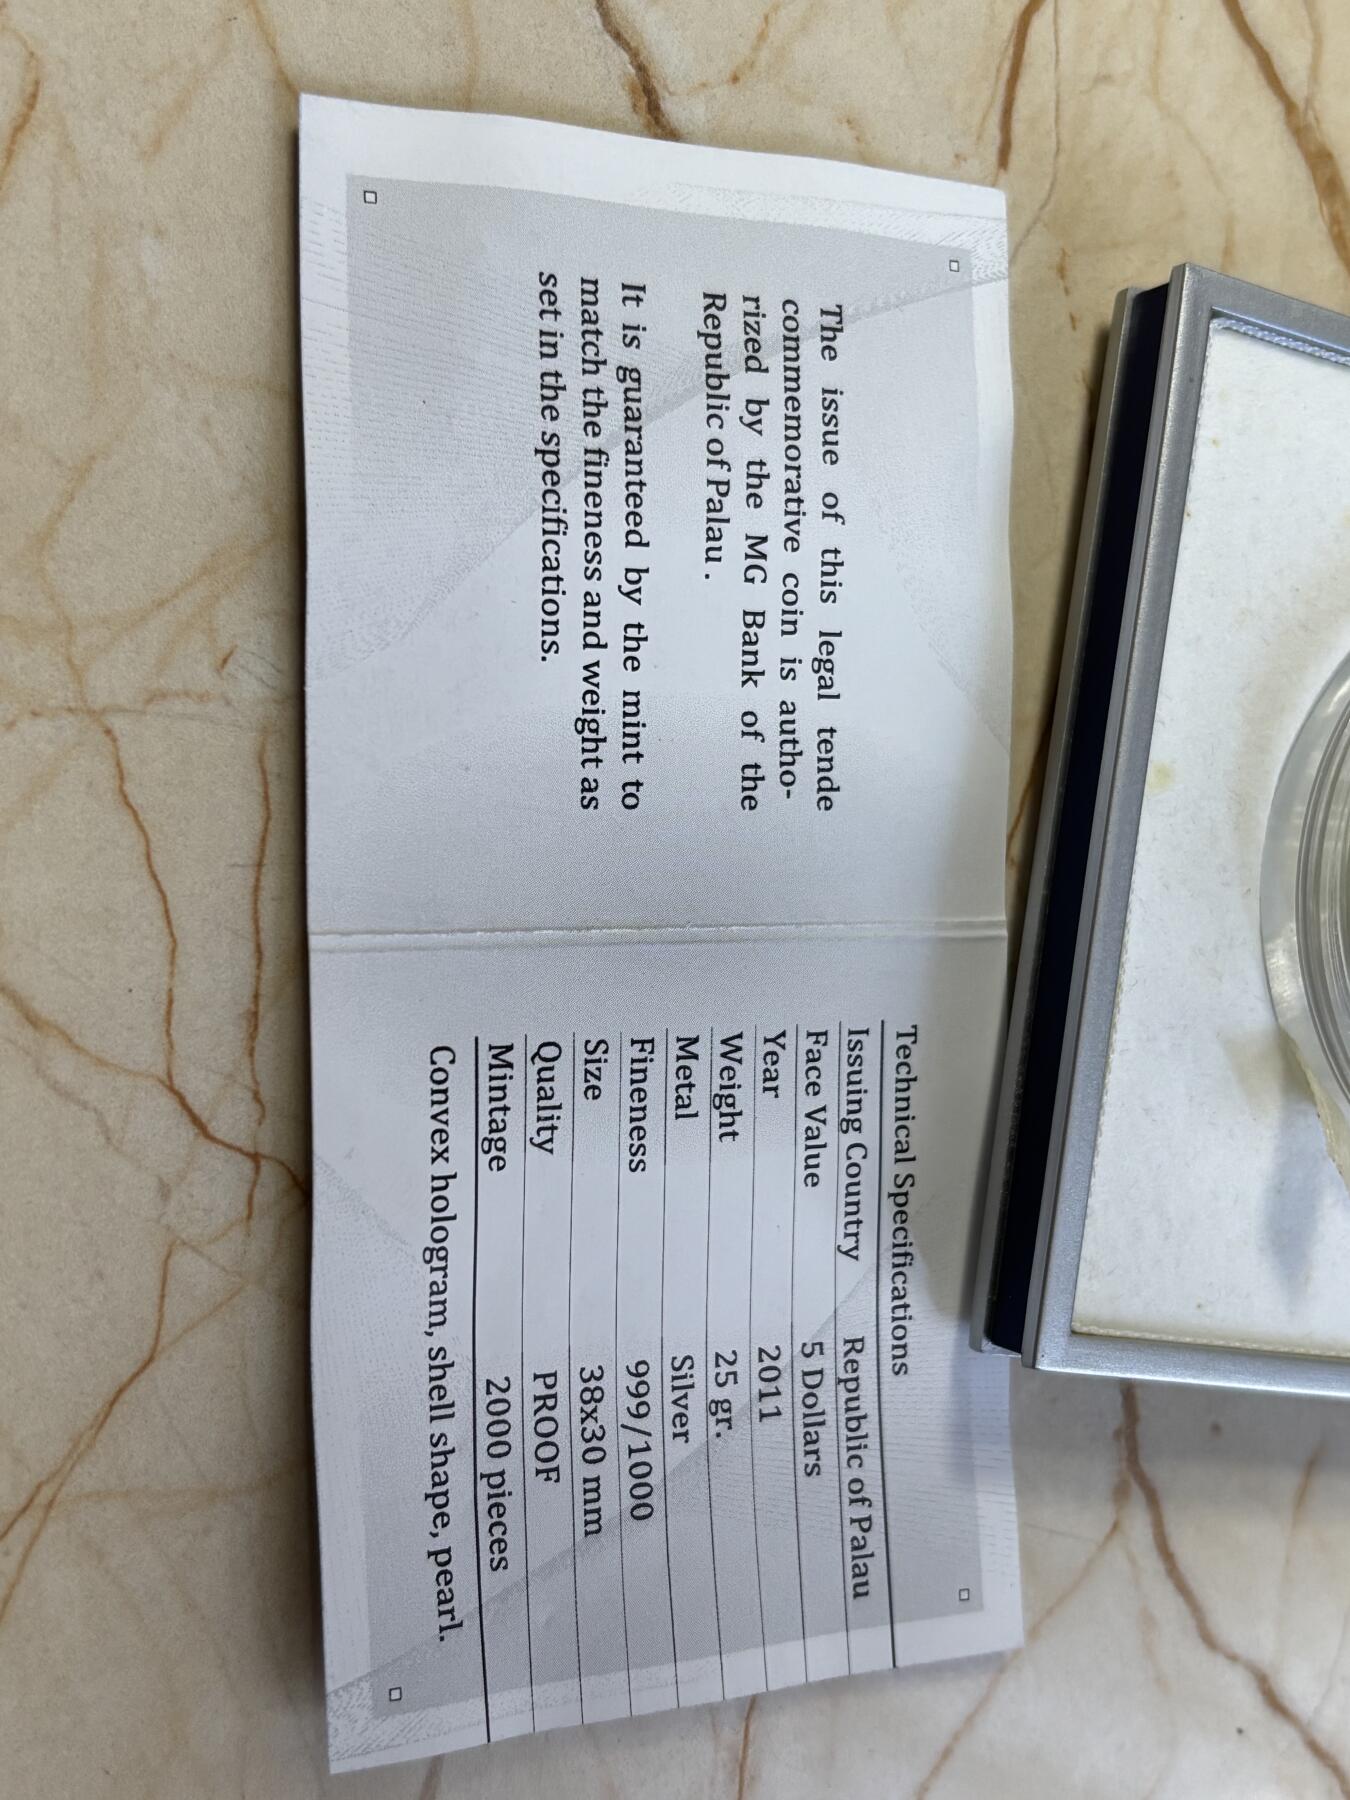 The issue of this legal tende
commemorative coin is autho-
rized by the MG Bank of the
Republic of Palau .
It is guaranteed by the mint to
match the fineness and weight as
set in the specifications.
Technical Specifications
Issuing Country Republic of Palau
Face Value 5 Dollars
Year 2011
Weight 25 gr.
Metal Silver
Fineness 999/1000
Size 38x30 mm
Quality PROOF
Mintage 2000 pieces
Convex hologram, shell shape, pearl.